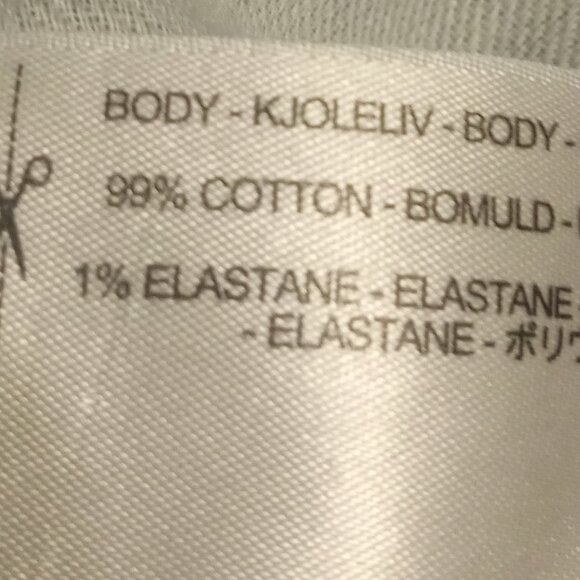 BODY - KJOLELIV - BODY -
99% COTTON - BOMULD -
1% ELASTANE - ELASTANE
- ELASTANE - ポリウ